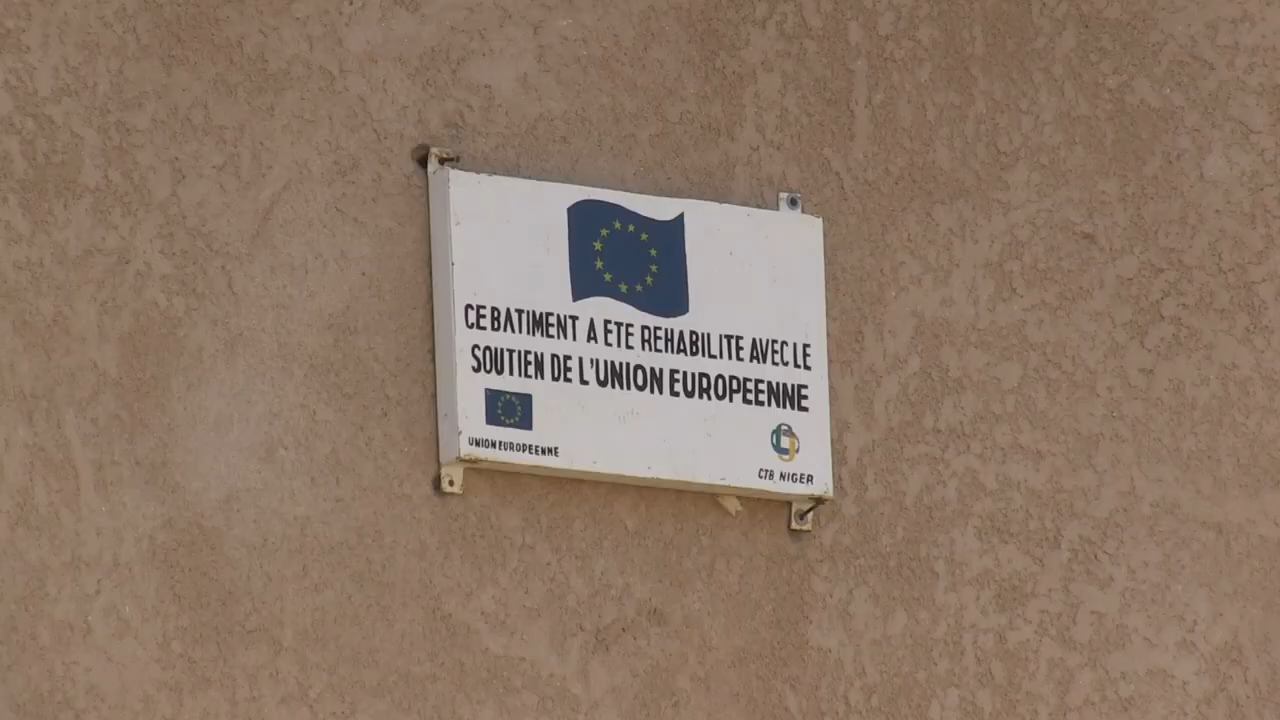 CE BATIMENT A ETE REHABILITE AVEC LE
SOUTIEN DE L'UNION EUROPEENNE
UNION EUROPEENNE
CTB NIGER